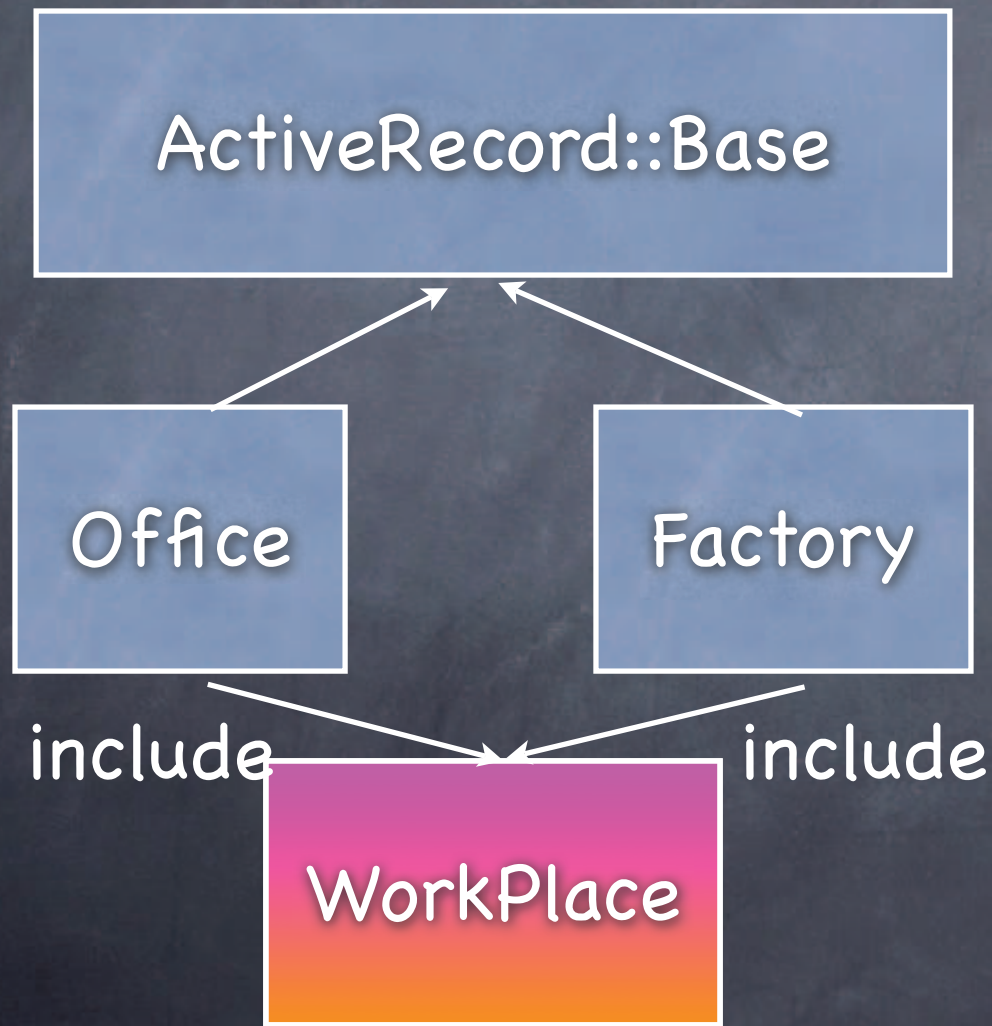 ActiveRecord::Base
Office
Factory
include
include
WorkPlace